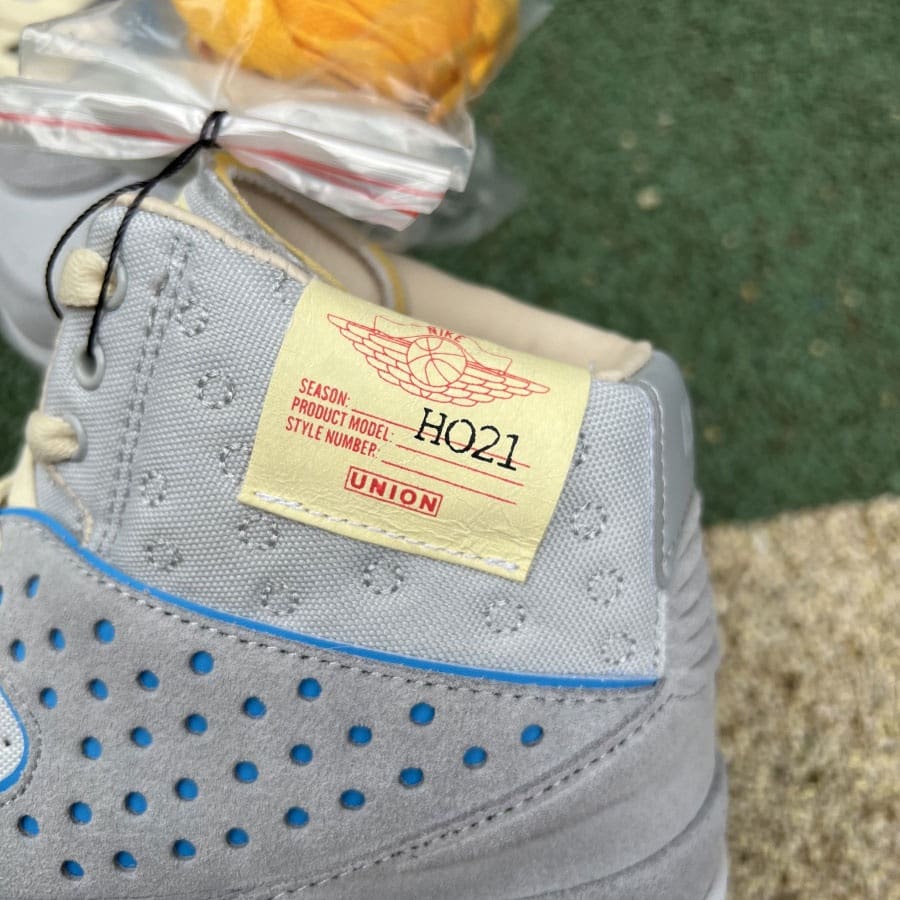 NIKE
SEASON:
PRODUCT MODEL: HO21
STYLE NUMBER:
UNION